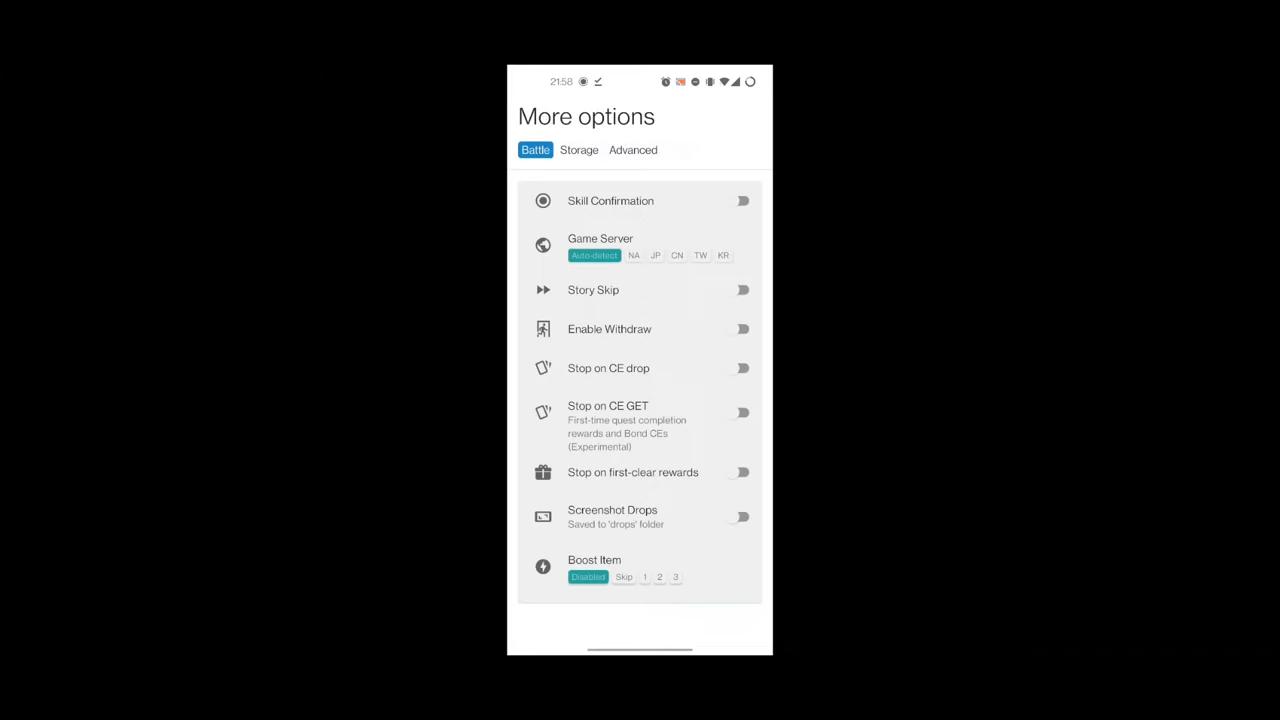 21:58
More options
Battle Storage Advanced
Skill Confirmation
Game Server
Auto-detect NA JP CN TW KR
Story Skip
Enable Withdraw
Stop on CE drop
Stop on CE GET
First-time quest completion
rewards and Bond CEs
(Experimental)
Stop on first-clear rewards
Screenshot Drops
Saved to 'drops' folder
Boost Item
Disabled Skip 1 2 3